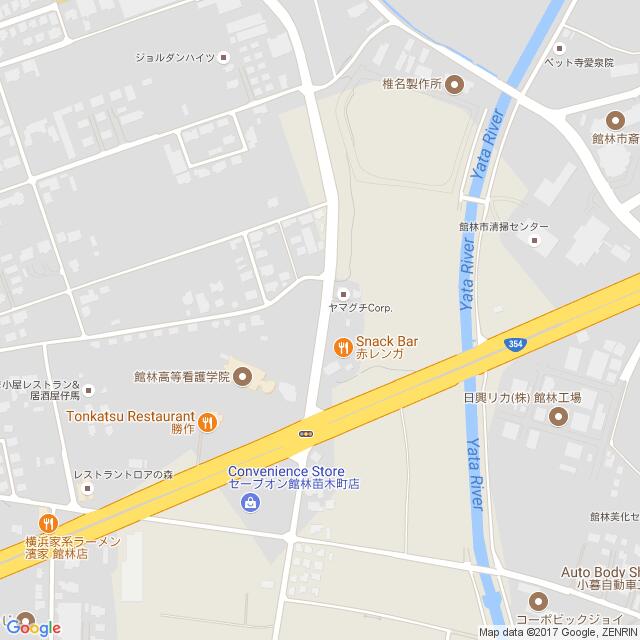 ジョルダンハイツ
ペット寺愛泉院
椎名製作所
館林市斎
Yata River
館林市清掃センター
Yata River
ヤマグチCorp.
Snack Bar
赤レンガ
354
館林高等看護学院
小屋レストラン&
居酒屋仔馬
日興リカ(株) 館林工場
Tonkatsu Restaurant
勝作
Yata River
レストラントロアの森
Convenience Store
セーブオン館林苗木町店
館林美化セ
横浜家系ラーメン
濱家 館林店
Auto Body Sh
小暮自動車工
コーポビックジョイ
Google
Map data ©2017 Google, ZENRIN